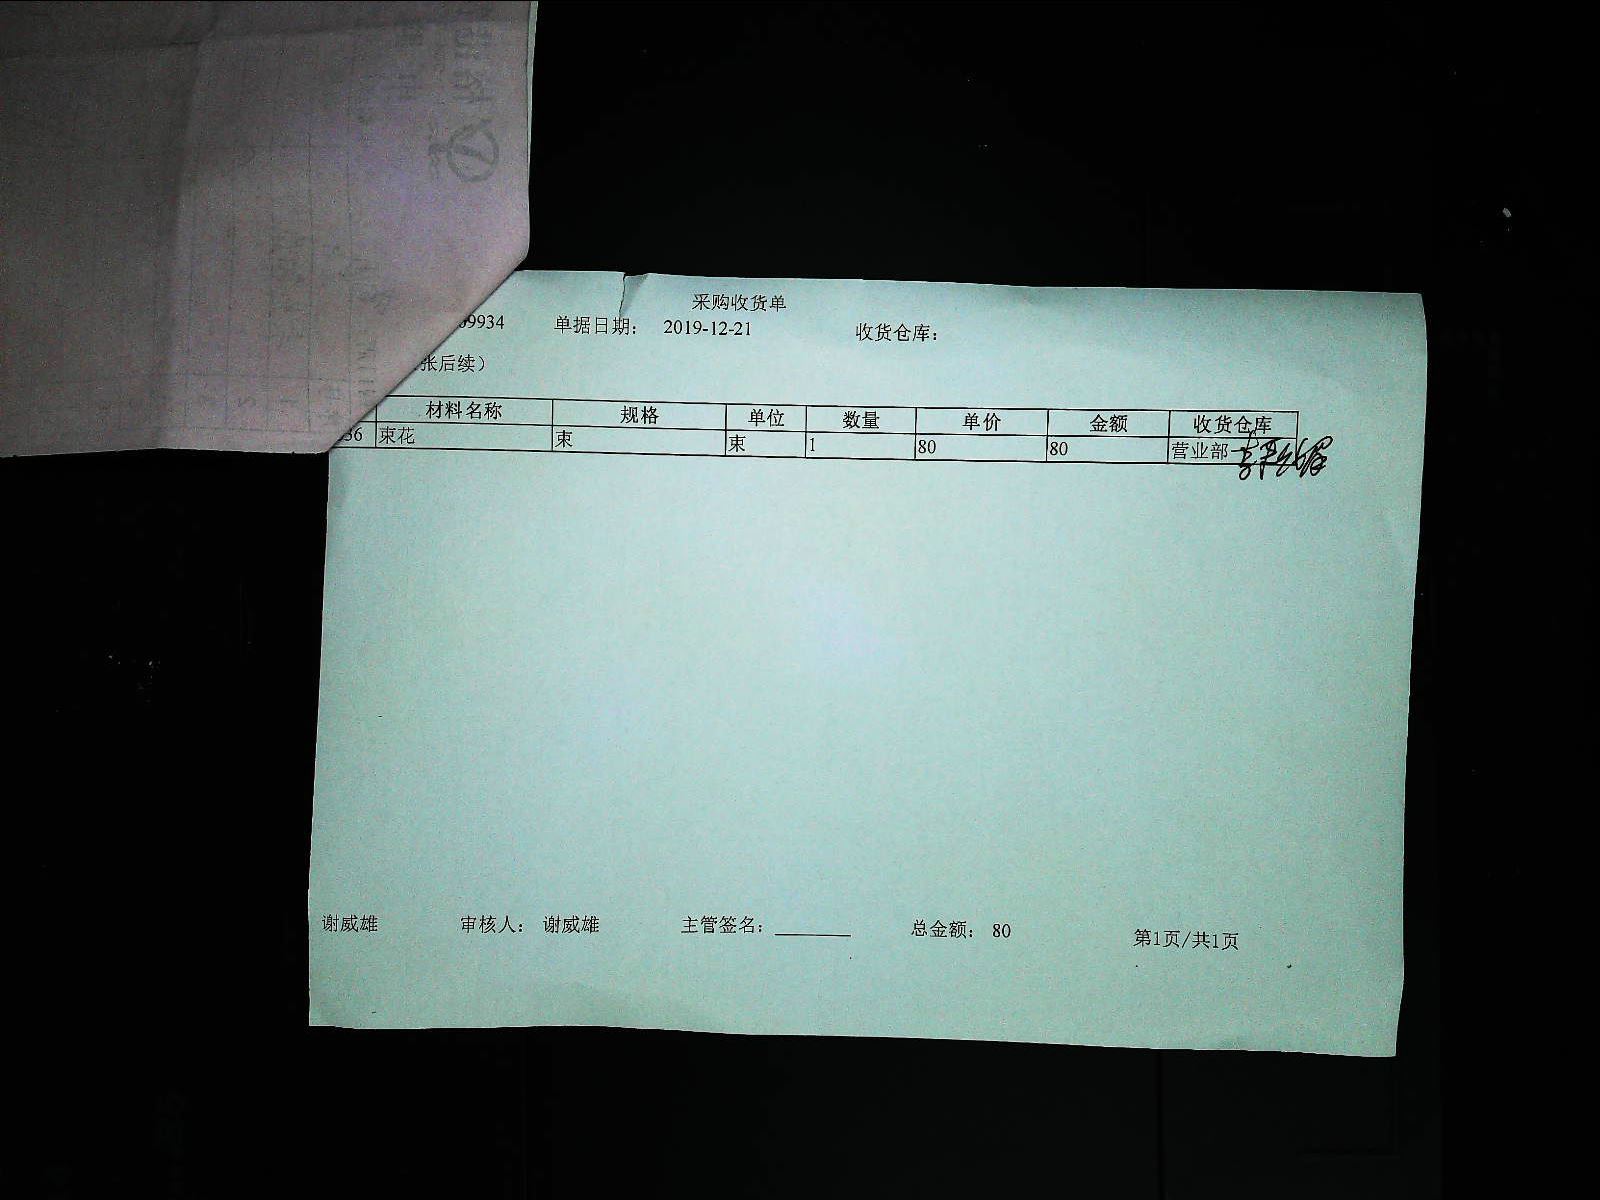 采购收货单
9934 单据日期： 2019-12-21 收货仓库：
张后续）
材料名称 规格 单位 数量 单价 金额 收货仓库
36 束花 束 束 1 80 80 营业部
谢威雄 审核人： 谢威雄 主管签名： 总金额： 80 第1页/共1页